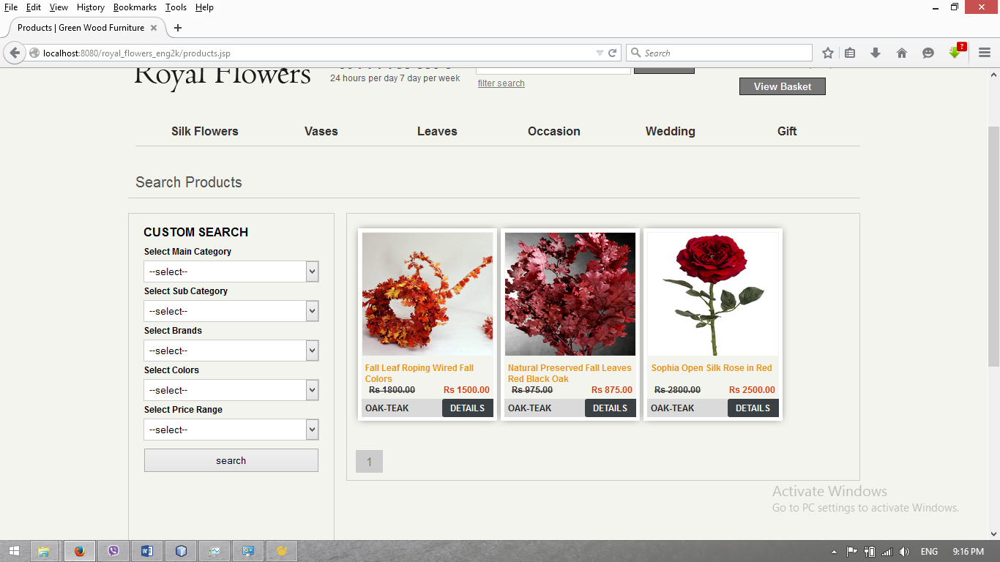 File Edit View History Bookmarks Tools Help
Products | Green Wood Furniture
localhost:8080/royal_flowers_eng2k/products.jsp
Search
Royal Flowers
24 hours per day 7 day per week
filter search
View Basket
Silk Flowers Vases Leaves Occasion Wedding Gift
Search Products
CUSTOM SEARCH
Select Main Category
--select--
Select Sub Category
--select--
Select Brands
--select--
Select Colors
--select--
Select Price Range
--select--
search
Fall Leaf Roping Wired Fall
Colors
Rs 1800.00 Rs 1500.00
OAK-TEAK DETAILS
Natural Preserved Fall Leaves
Red Black Oak
Rs 975.00 Rs 875.00
OAK-TEAK DETAILS
Sophia Open Silk Rose in Red
Rs 2800.00 Rs 2500.00
OAK-TEAK DETAILS
1
Activate Windows
Go to PC settings to activate Windows.
ENG 9:16 PM